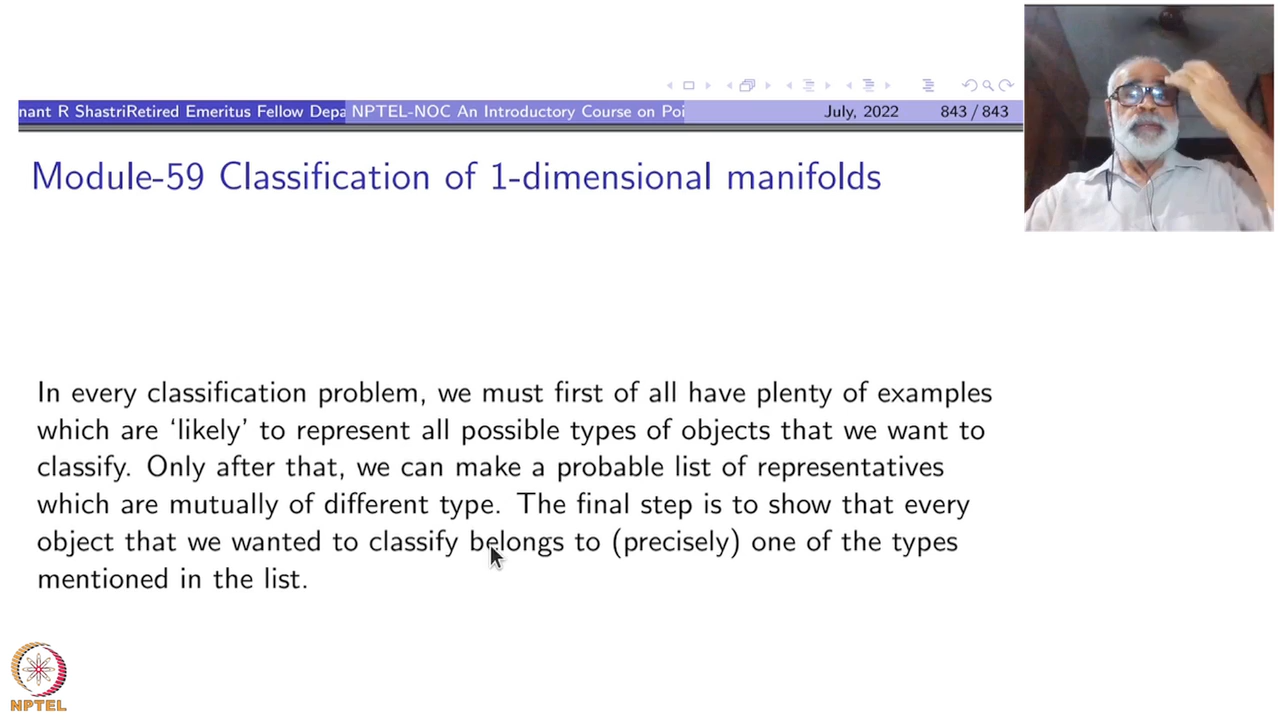 nant R ShastriRetired Emeritus Fellow Depa NPTEL-NOC An Introductory Course on Poi July, 2022 843 / 843
Module-59 Classification of 1-dimensional manifolds
In every classification problem, we must first of all have plenty of examples
which are ‘likely’ to represent all possible types of objects that we want to
classify. Only after that, we can make a probable list of representatives
which are mutually of different type. The final step is to show that every
object that we wanted to classify belongs to (precisely) one of the types
mentioned in the list.
NPTEL